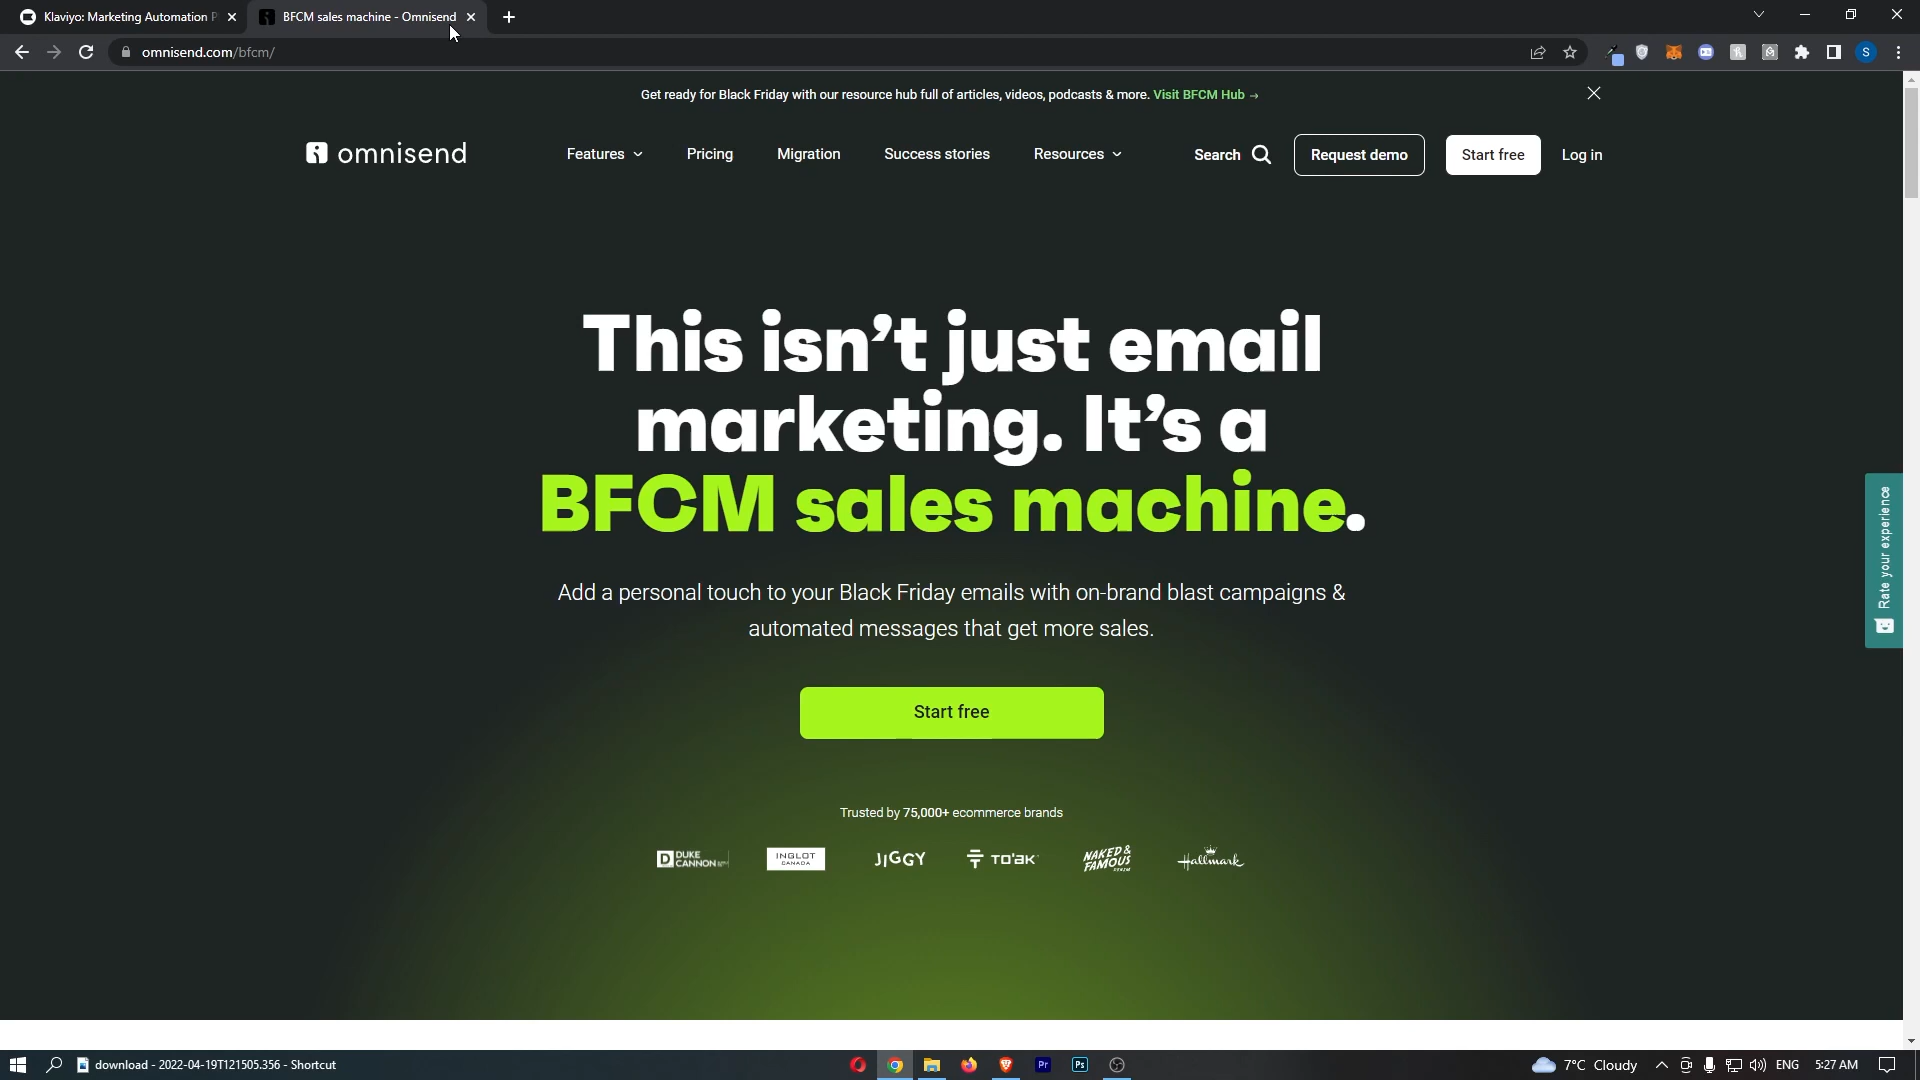 Klaviyo: Marketing Automation P
BFCM sales machine - Omnisend
omnisend.com/bfcm/
S
Get ready for Black Friday with our resource hub full of articles, videos, podcasts & more. Visit BFCM Hub →
omnisend
Features
Pricing
Migration
Success stories
Resources
Search
Request demo
Start free
Log in
This isn't just email
marketing. It's a
BFCM sales machine.
Add a personal touch to your Black Friday emails with on-brand blast campaigns &
automated messages that get more sales.
Start free
Rate your experience
Trusted by 75,000+ ecommerce brands
DUKE
CANNON
INGLOT
CANADA
JIGGY
TO'AK
NAKED &
FAMOUS
DENIM
Hallmark
download - 2022-04-19T121505.356 - Shortcut
Pr
Ps
7°C Cloudy
ENG
5:27 AM